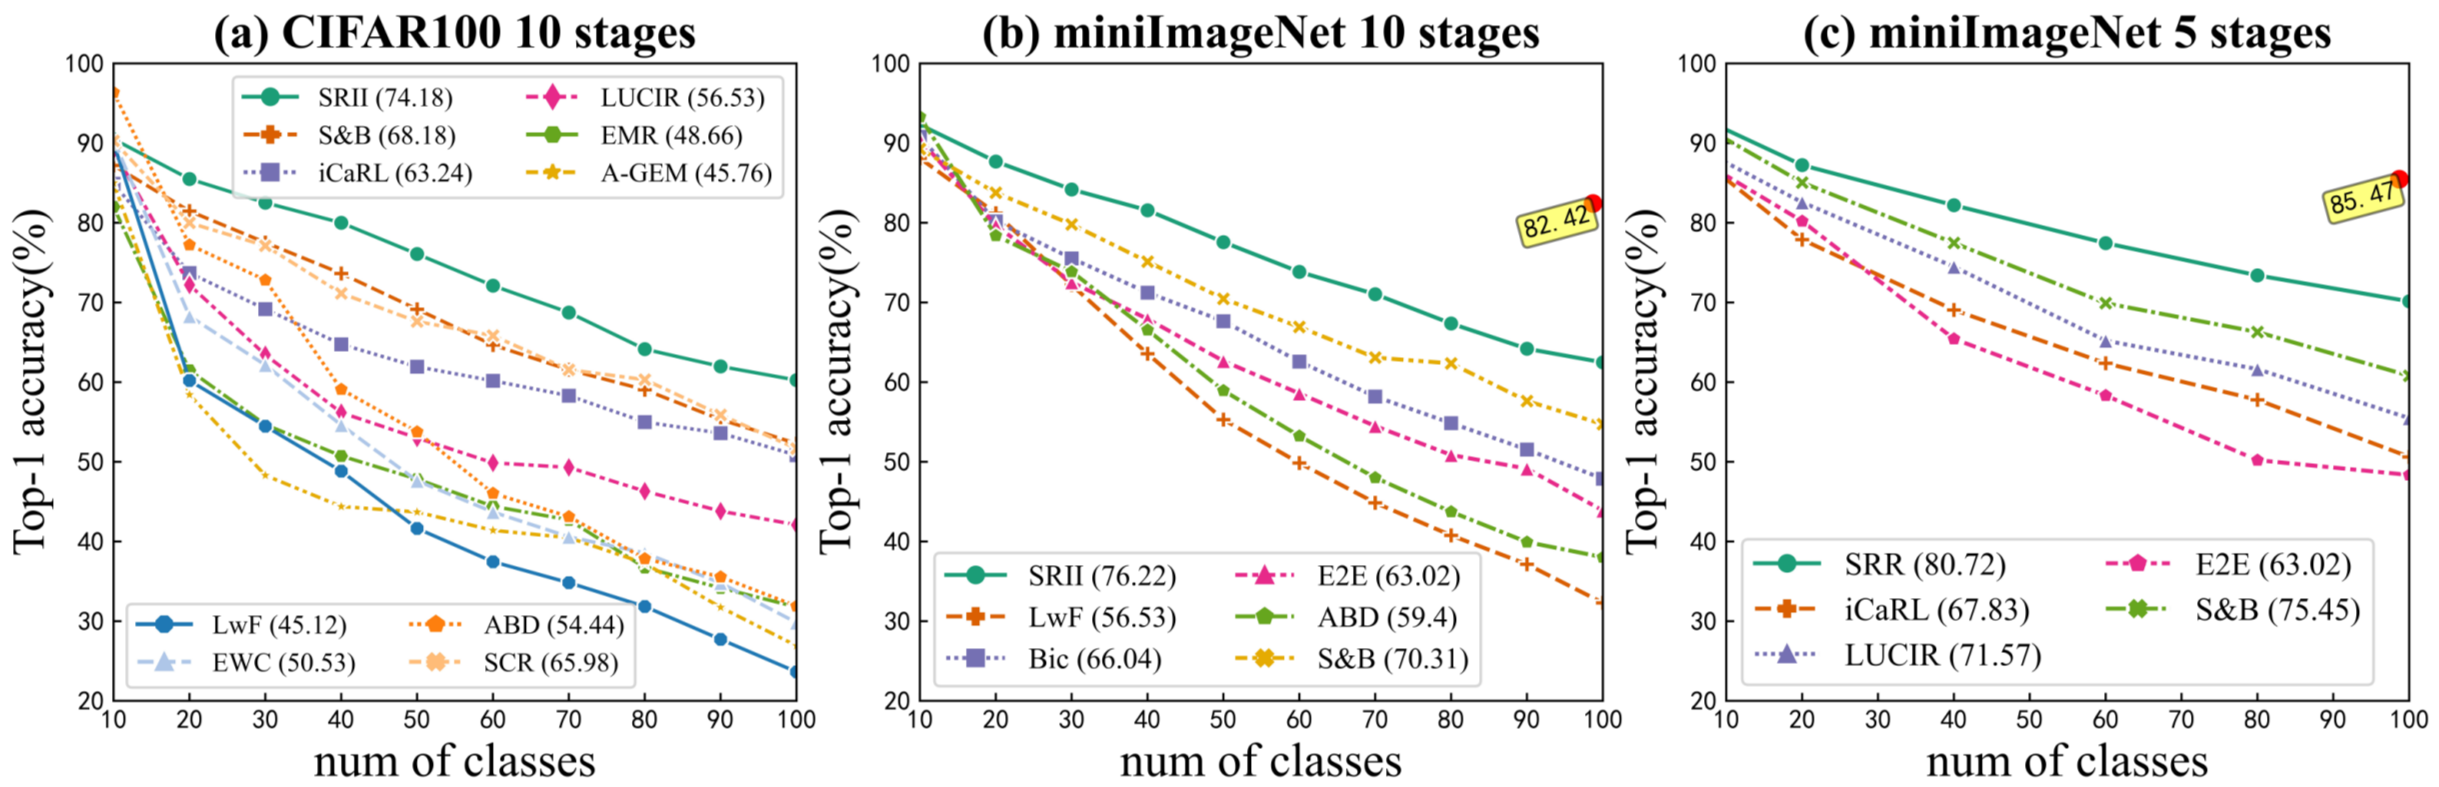 (a) CIFAR100 10 stages
Top-1 accuracy(%)
100
90
80
70
60
50
40
30
20
SRII (74.18)
S&B (68.18)
iCaRL (63.24)
LUCIR (56.53)
EMR (48.66)
A-GEM (45.76)
LwF (45.12)
EWC (50.53)
ABD (54.44)
SCR (65.98)
10 20 30 40 50 60 70 80 90 100
num of classes
(b) miniImageNet 10 stages
Top-1 accuracy(%)
100
90
80
70
60
50
40
30
20
82.42
SRII (76.22)
LwF (56.53)
Bic (66.04)
E2E (63.02)
ABD (59.4)
S&B (70.31)
10 20 30 40 50 60 70 80 90 100
num of classes
(c) miniImageNet 5 stages
Top-1 accuracy(%)
100
90
80
70
60
50
40
30
20
85.47
SRR (80.72)
iCaRL (67.83)
LUCIR (71.57)
E2E (63.02)
S&B (75.45)
10 20 30 40 50 60 70 80 90 100
num of classes